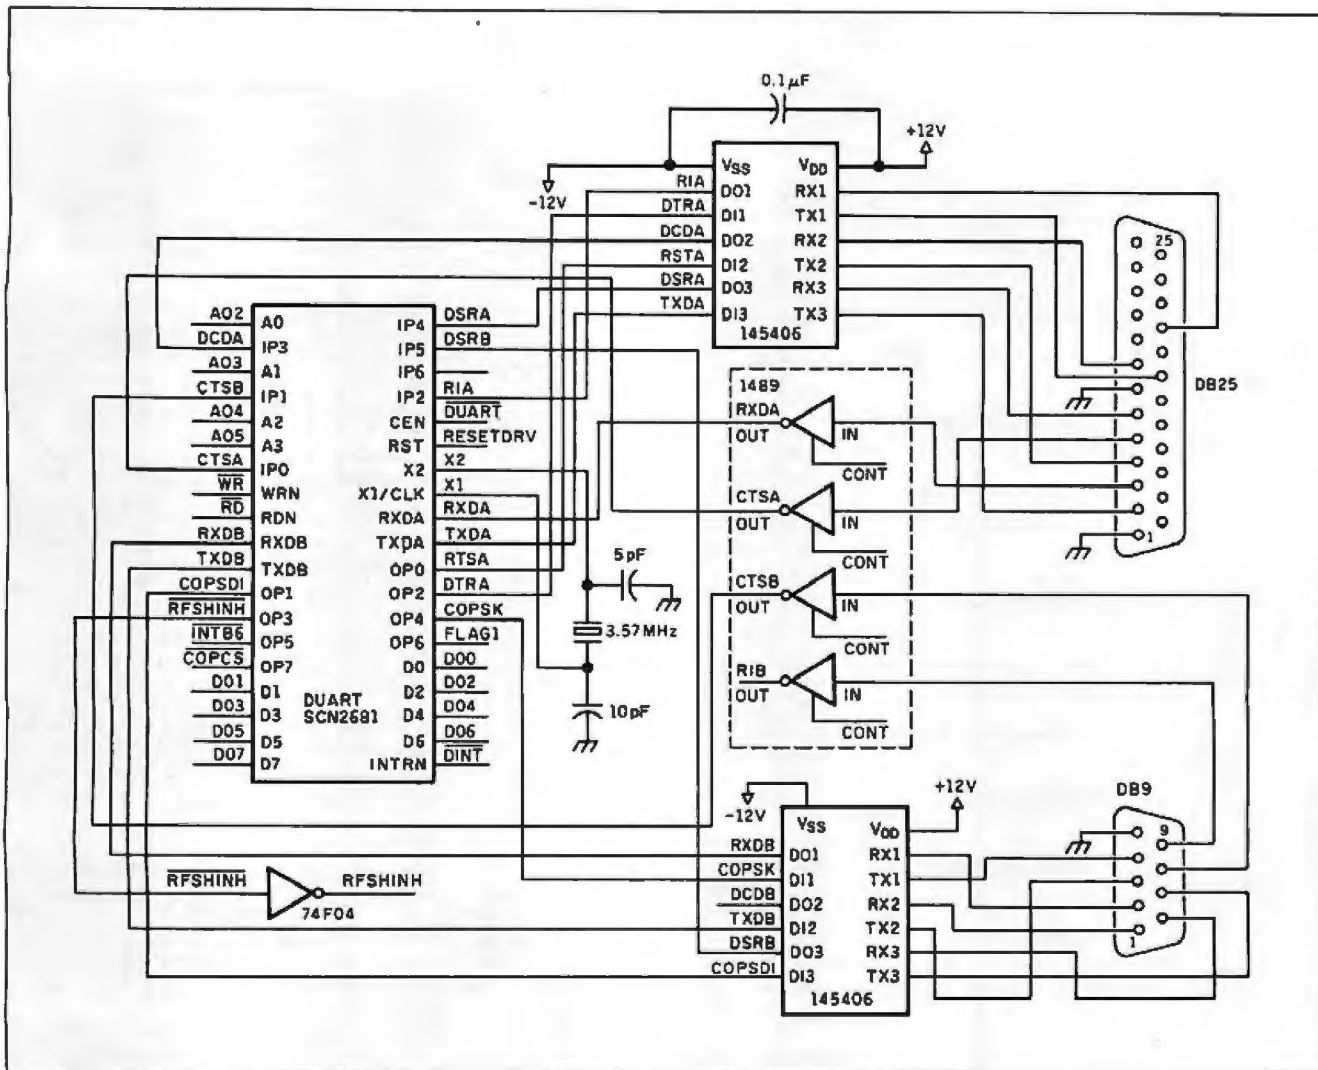 0.1μF
+12V
-12V
VSS VDD
RIA DO1 RX1
DTRA DI1 TX1
DCDA DO2 RX2
RSTA DI2 TX2
DSRA DO3 RX3
TXDA DI3 TX3
145406
25
DB25
1
A02 A0 IP4 DSRA
DCDA IP3 IP5 DSRB
A03 A1 IP6
CTSB IP1 IP2 RIA
A04 A2 CEN DUART
A05 A3 RST RESETDRV
CTSA IP0 X2 X2
WR WRN X1/CLK X1
RD RDN RXDA RXDA
RXDB RXDB TXDA TXDA
TXDB TXDB OP0 RTSA
COPSDI OP1 OP2 DTRA
RFSHINH OP3 OP4 COPSK
INTB6 OP5 OP6 FLAG1
COPCS OP7 D0 D00
D01 D1 D2 D02
D03 D3 D4 D04
D05 D5 D6 D06
D07 D7 INTRN DINT
DUART
SCN2681
5pF
3.57MHz
10pF
1489
RXDA
OUT IN
CONT
CTSA
OUT IN
CONT
CTSB
OUT IN
CONT
RIB
OUT IN
CONT
-12V
+12V
VSS VDD
RXDB DO1 RX1
COPSK DI1 TX1
DCDB DO2 RX2
TXDB DI2 TX2
DSRB DO3 RX3
COPSDI DI3 TX3
145406
DB9
9
1
RFSHINH RFSHINH
74F04